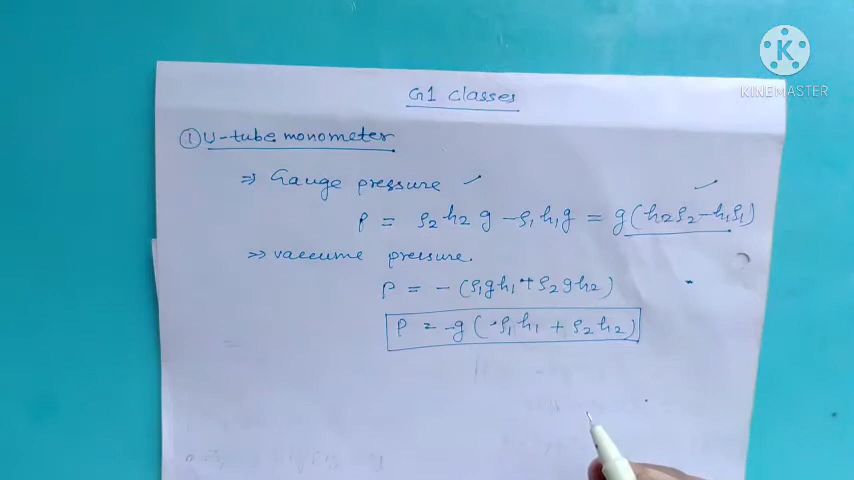 K
KINEMASTER
G1 classes
① U-tube monometer
⇒ Gauge pressure ✓
P = ρ₂h₂g - ρ₁h₁g = g(h₂ρ₂-h₁ρ₁) ✓
⇒ vaccume pressure.
P = - (ρ₁gh₁+ρ₂gh₂)
P = -g (ρ₁h₁ + ρ₂h₂)